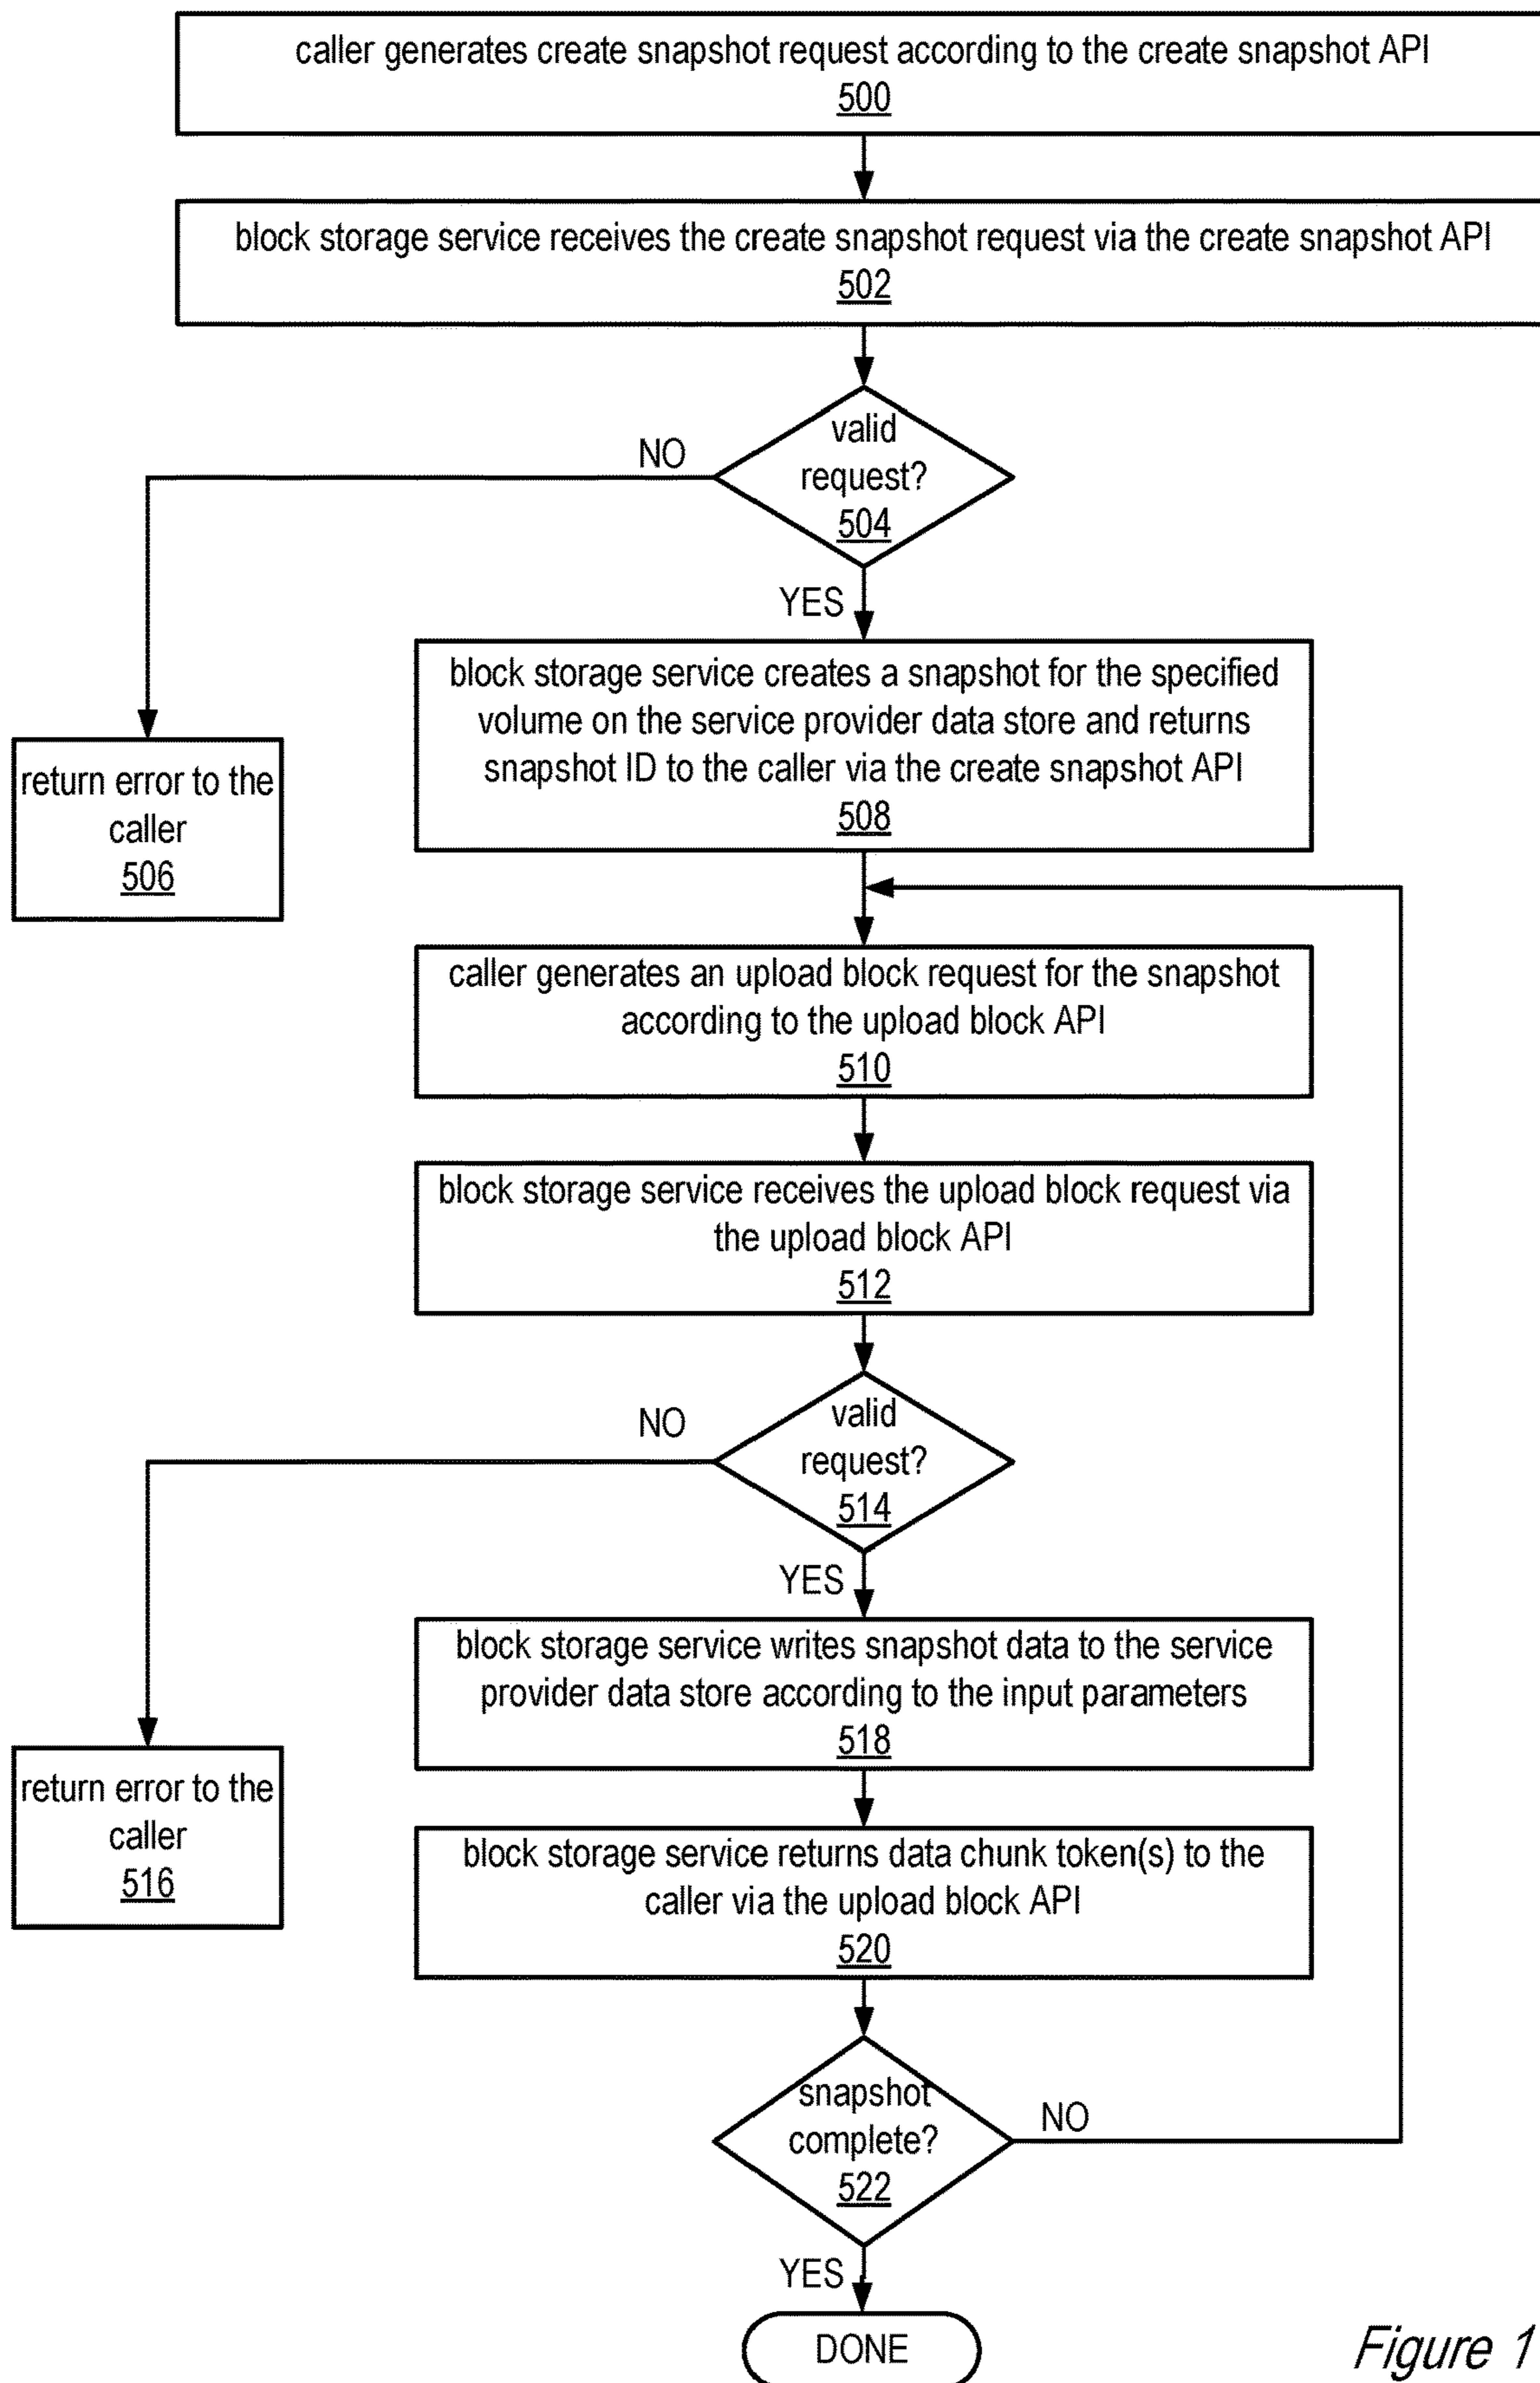 caller generates create snapshot request according to the create snapshot API
500
block storage service receives the create snapshot request via the create snapshot API
502
valid
request?
504
NO
YES
block storage service creates a snapshot for the specified
volume on the service provider data store and returns
snapshot ID to the caller via the create snapshot API
508
return error to the
caller
506
caller generates an upload block request for the snapshot
according to the upload block API
510
block storage service receives the upload block request via
the upload block API
512
valid
request?
514
NO
YES
block storage service writes snapshot data to the service
provider data store according to the input parameters
518
return error to the
caller
516
block storage service returns data chunk token(s) to the
caller via the upload block API
520
snapshot
complete?
522
NO
YES
DONE
Figure 1